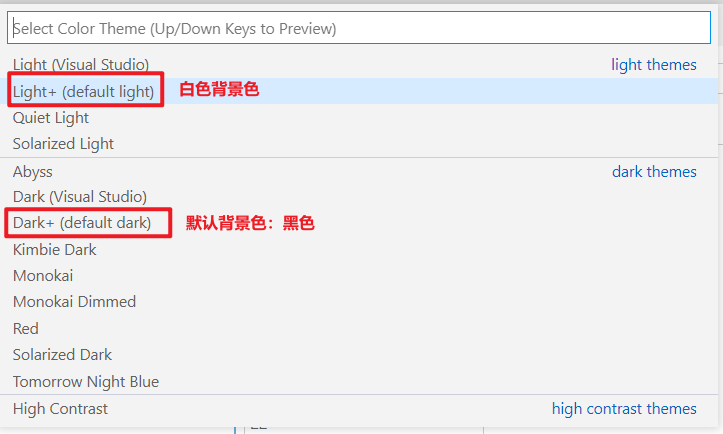 Select Color Theme (Up/Down Keys to Preview)
Light (Visual Studio) light themes
Light+ (default light) 白色背景色
Quiet Light
Solarized Light
Abyss dark themes
Dark (Visual Studio)
Dark+ (default dark) 默认背景色：黑色
Kimbie Dark
Monokai
Monokai Dimmed
Red
Solarized Dark
Tomorrow Night Blue
High Contrast high contrast themes